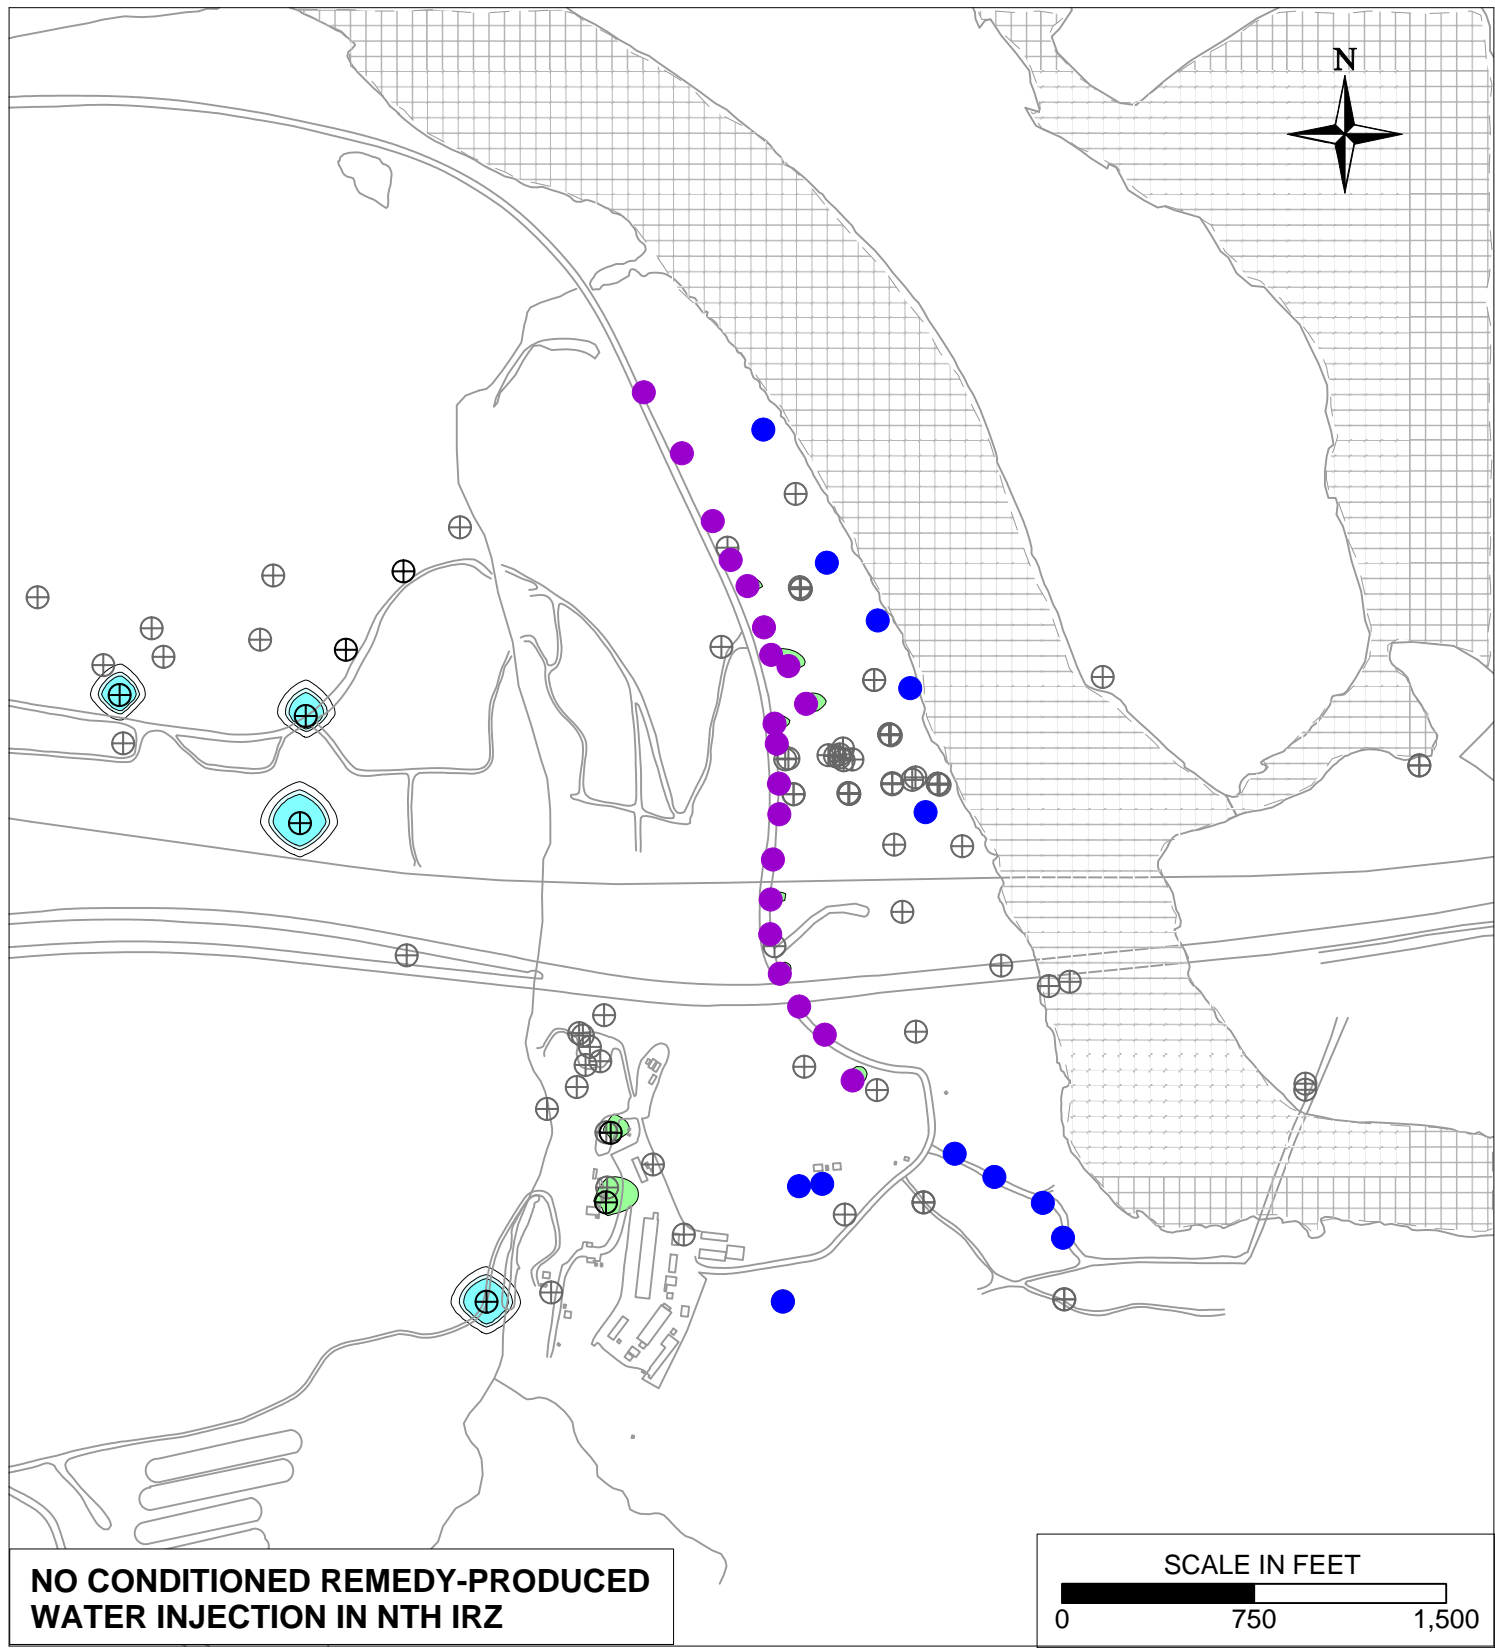 N
NO CONDITIONED REMEDY-PRODUCED
WATER INJECTION IN NTH IRZ
SCALE IN FEET
0 750 1,500